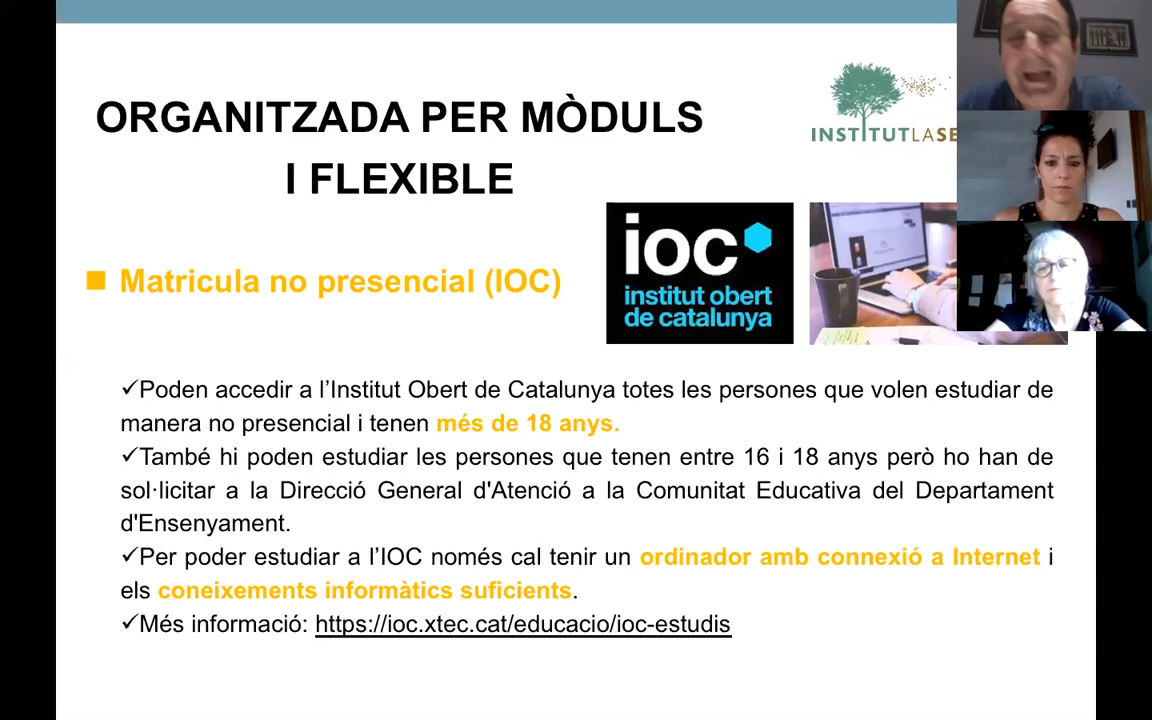 ORGANITZADA PER MÒDULS
I FLEXIBLE
INSTITUTLASE
ioc
institut obert
de catalunya
■ Matricula no presencial (IOC)
✓Poden accedir a l’Institut Obert de Catalunya totes les persones que volen estudiar de
manera no presencial i tenen més de 18 anys.
✓També hi poden estudiar les persones que tenen entre 16 i 18 anys però ho han de
sol·licitar a la Direcció General d'Atenció a la Comunitat Educativa del Departament
d'Ensenyament.
✓Per poder estudiar a l’IOC només cal tenir un ordinador amb connexió a Internet i
els coneixements informàtics suficients.
✓Més informació: https://ioc.xtec.cat/educacio/ioc-estudis